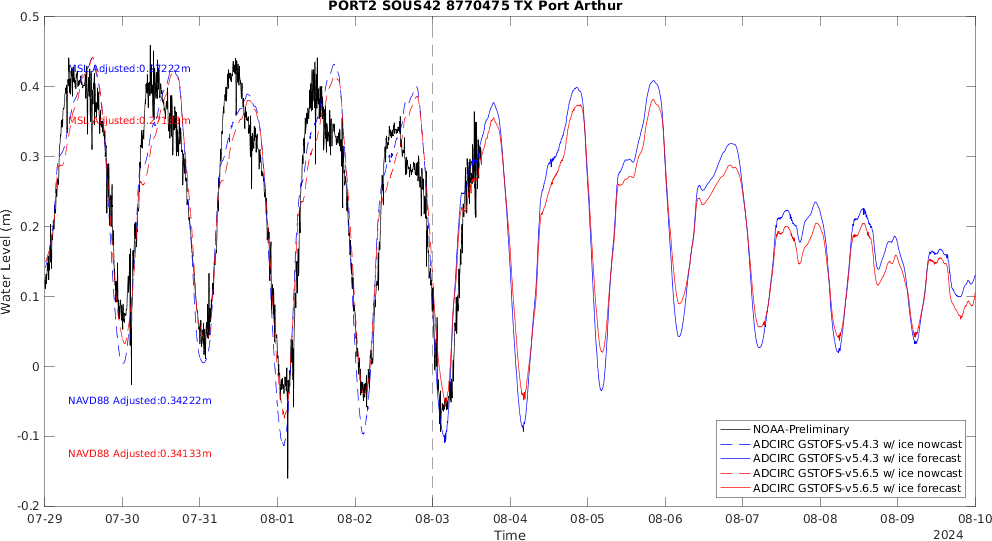 PORT2 SOUS42 8770475 TX Port Arthur
0.5
0.4
0.3
0.2
0.1
0
-0.1
-0.2
Water Level (m)
MSL Adjusted:
MSL Adjusted:
NAVD88 Adjusted:0.34222m
NAVD88 Adjusted:0.34133m
NOAA-Preliminary
ADCIRC GSTOFS-v5.4.3 w/ ice nowcast
ADCIRC GSTOFS-v5.4.3 w/ ice forecast
ADCIRC GSTOFS-v5.6.5 w/ ice nowcast
ADCIRC GSTOFS-v5.6.5 w/ ice forecast
07-29 07-30 07-31 08-01 08-02 08-03 08-04 08-05 08-06 08-07 08-08 08-09 08-10
Time
2024